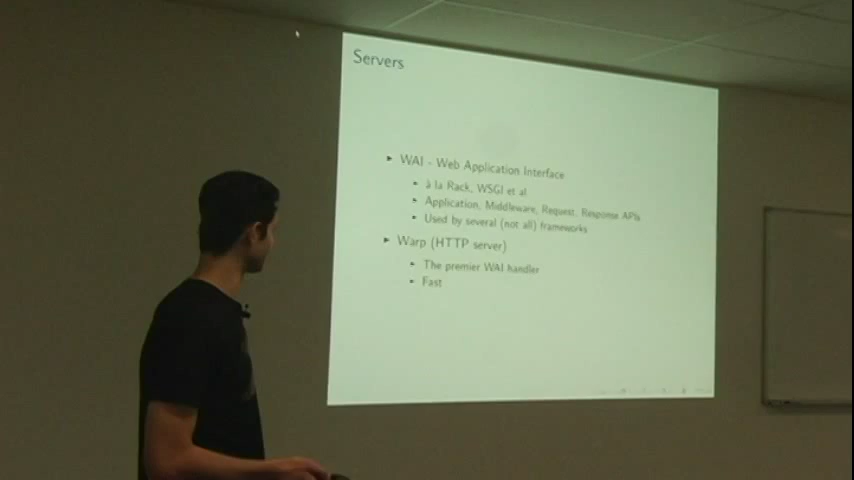 Servers
WAI - Web Application Interface
à la Rack, WSGI et al
Application, Middleware, Request, Response APIs
Used by several (not all) frameworks
Warp (HTTP server)
The premier WAI handler
Fast